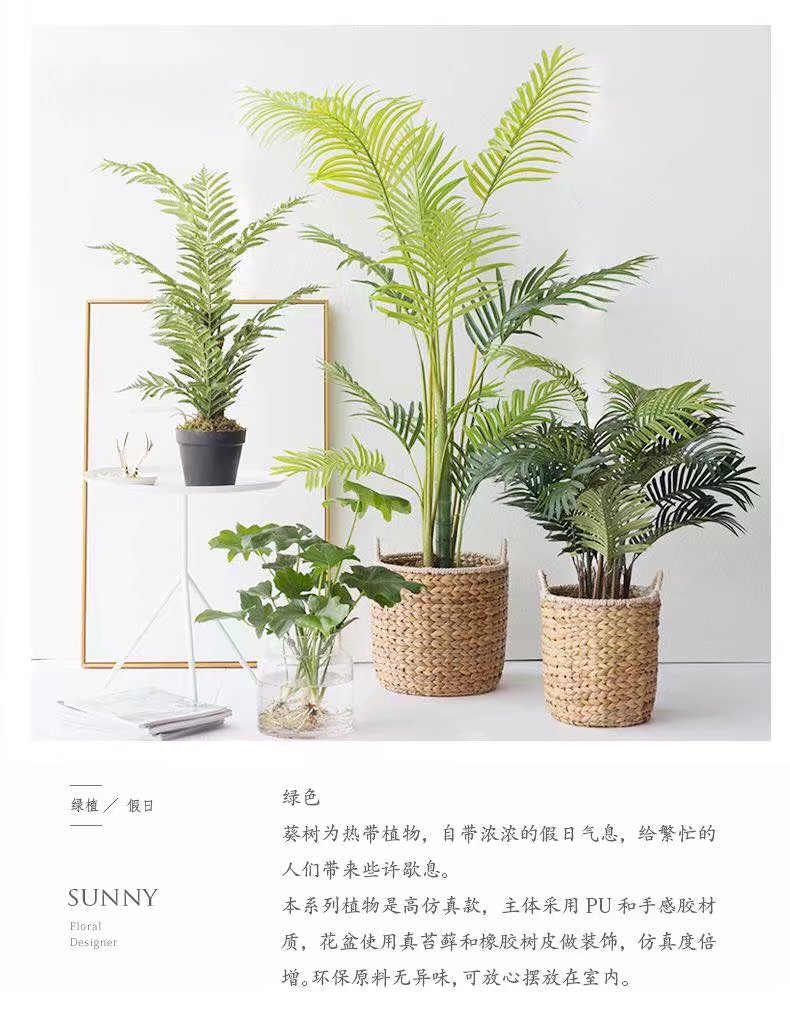 绿植／ 假日
SUNNY
Floral
Designer
绿色
葵树为热带植物，自带浓浓的假日气息，给繁忙的
人们带来些许歇息。
本系列植物是高仿真款，主体采用 PU 和手感胶材
质，花盆使用真苔藓和橡胶树皮做装饰，仿真度倍
增。环保原料无异味，可放心摆放在室内。